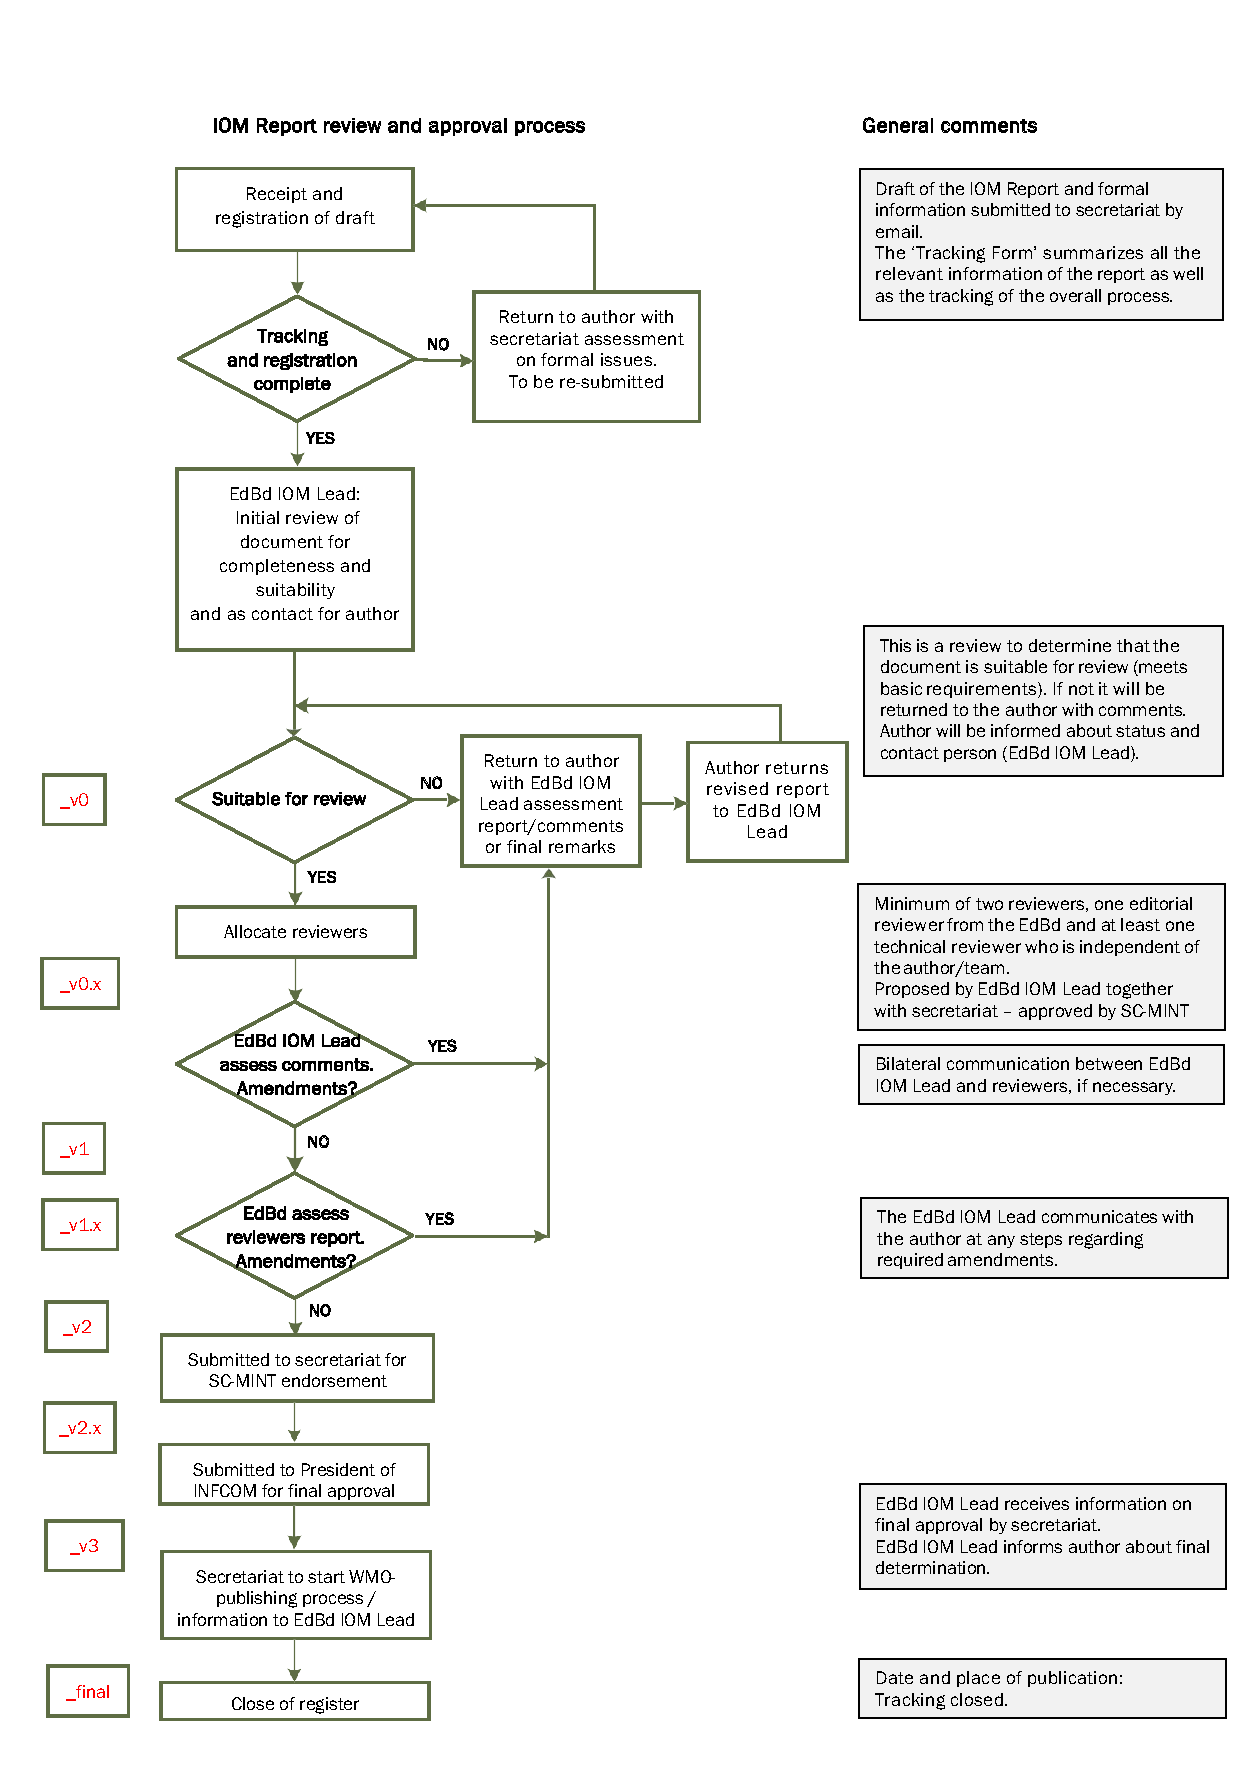 IOM Report review and approval process
General comments
Receipt and
registration of draft
Draft of the IOM Report and formal
information submitted to secretariat by
email.
The ‘Tracking Form’ summarizes all the
relevant information of the report as well
as the tracking of the overall process.
Tracking
and registration
complete
NO
Return to author with
secretariat assessment
on formal issues.
To be re-submitted
YES
EdBd IOM Lead:
Initial review of
document for
completeness and
suitability
and as contact for author
This is a review to determine that the
document is suitable for review (meets
basic requirements). If not it will be
returned to the author with comments.
Author will be informed about status and
contact person (EdBd IOM Lead).
_v0
Suitable for review
NO
Return to author
with EdBd IOM
Lead assessment
report/comments
or final remarks
Author returns
revised report
to EdBd IOM
Lead
YES
Allocate reviewers
Minimum of two reviewers, one editorial
reviewer from the EdBd and at least one
technical reviewer who is independent of
the author/team.
Proposed by EdBd IOM Lead together
with secretariat – approved by SC-MINT
_v0.x
EdBd IOM Lead
assess comments.
Amendments?
YES
Bilateral communication between EdBd
IOM Lead and reviewers, if necessary.
NO
_v1
_v1.x
EdBd assess
reviewers report.
Amendments?
YES
The EdBd IOM Lead communicates with
the author at any steps regarding
required amendments.
NO
_v2
Submitted to secretariat for
SC-MINT endorsement
_v2.x
Submitted to President of
INFCOM for final approval
EdBd IOM Lead receives information on
final approval by secretariat.
EdBd IOM Lead informs author about final
determination.
_v3
Secretariat to start WMO-
publishing process /
information to EdBd IOM Lead
_final
Close of register
Date and place of publication:
Tracking closed.